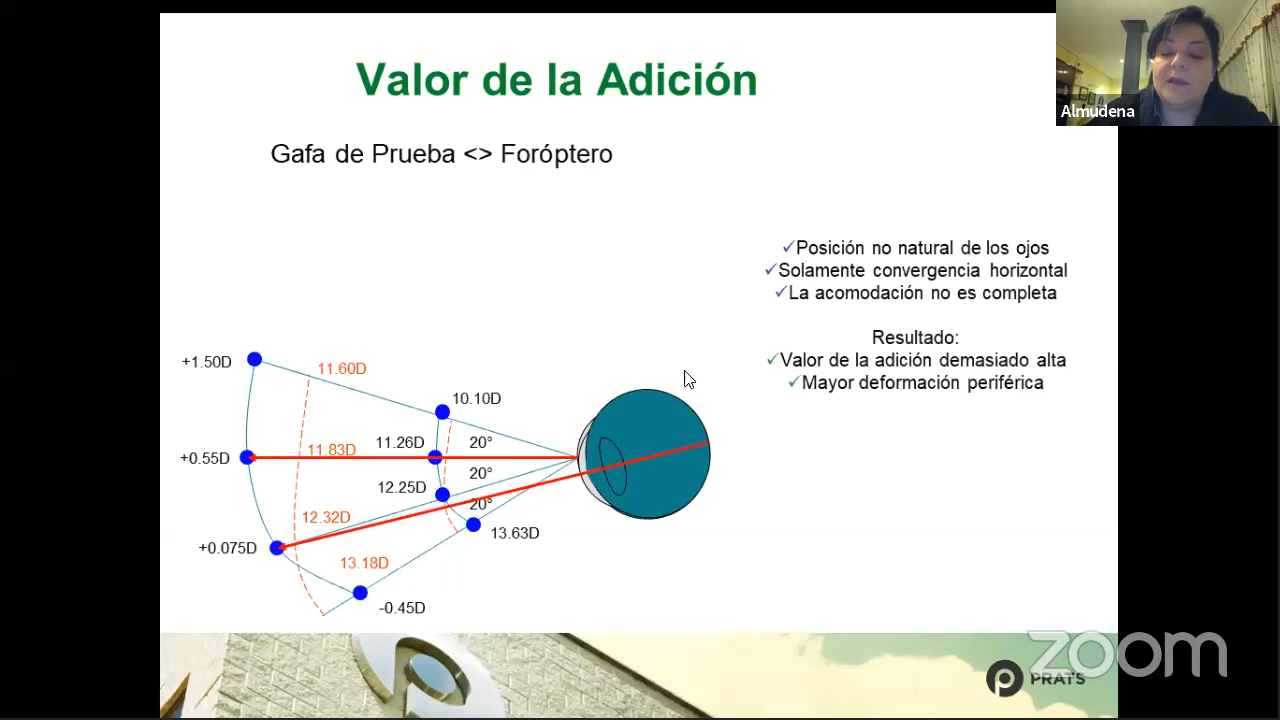 Valor de la Adición
Almudena
Gafa de Prueba <> Foróptero
✓Posición no natural de los ojos
✓Solamente convergencia horizontal
✓La acomodación no es completa
Resultado:
✓Valor de la adición demasiado alta
✓Mayor deformación periférica
+1.50D
11.60D
10.10D
11.26D
20°
11.83D
+0.55D
20°
12.25D
20°
12.32D
13.63D
+0.075D
13.18D
-0.45D
zoom
PRATS